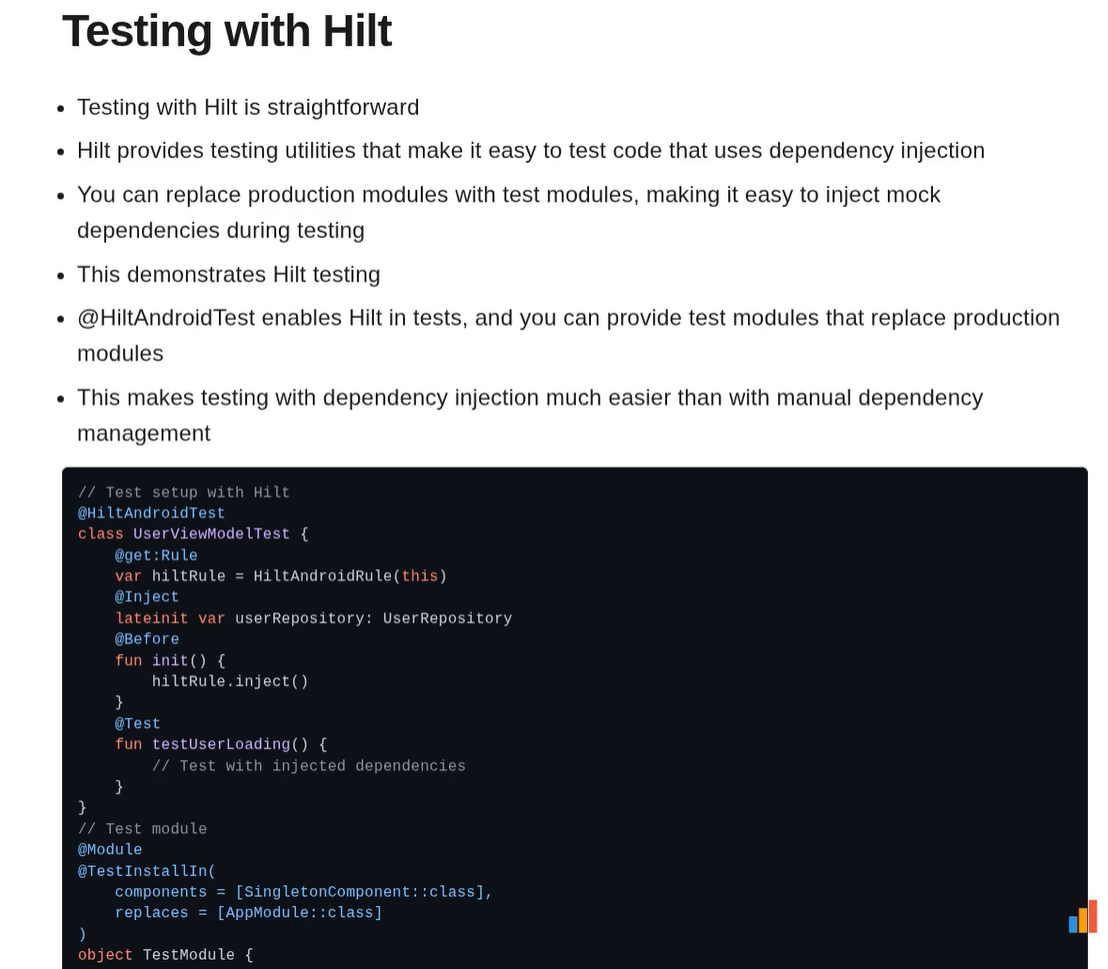 Testing with Hilt
Testing with Hilt is straightforward
Hilt provides testing utilities that make it easy to test code that uses dependency injection
You can replace production modules with test modules, making it easy to inject mock
dependencies during testing
This demonstrates Hilt testing
@HiltAndroidTest enables Hilt in tests, and you can provide test modules that replace production
modules
This makes testing with dependency injection much easier than with manual dependency
management
// Test setup with Hilt
@HiltAndroidTest
class UserViewModelTest {
    @get:Rule
    var hiltRule = HiltAndroidRule(this)
    @Inject
    lateinit var userRepository: UserRepository
    @Before
    fun init() {
        hiltRule.inject()
    }
    @Test
    fun testUserLoading() {
        // Test with injected dependencies
    }
}
// Test module
@Module
@TestInstallIn(
    components = [SingletonComponent::class],
    replaces = [AppModule::class]
)
object TestModule {